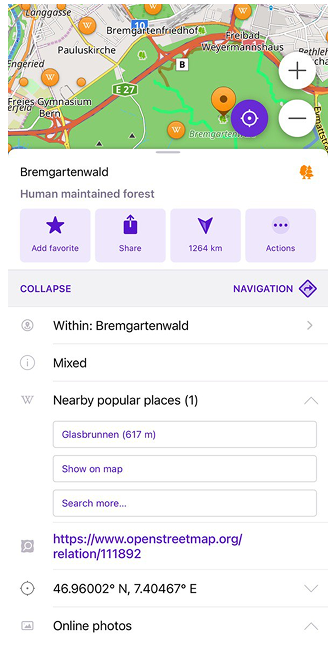 Länggasse
Bremgartenfriedhof
10
Freibad
Weyermannshaus
Pauluskirche
B
E 27
Freies Gymnasium
Bern
W
W
W
Bremgartenwald
Human maintained forest
Add favorite
Share
1264 km
Actions
COLLAPSE
NAVIGATION
Within: Bremgartenwald
Mixed
Nearby popular places (1)
Glasbrunnen (617 m)
Show on map
Search more...
https://www.openstreetmap.org/
relation/111892
46.96002° N, 7.40467° E
Online photos